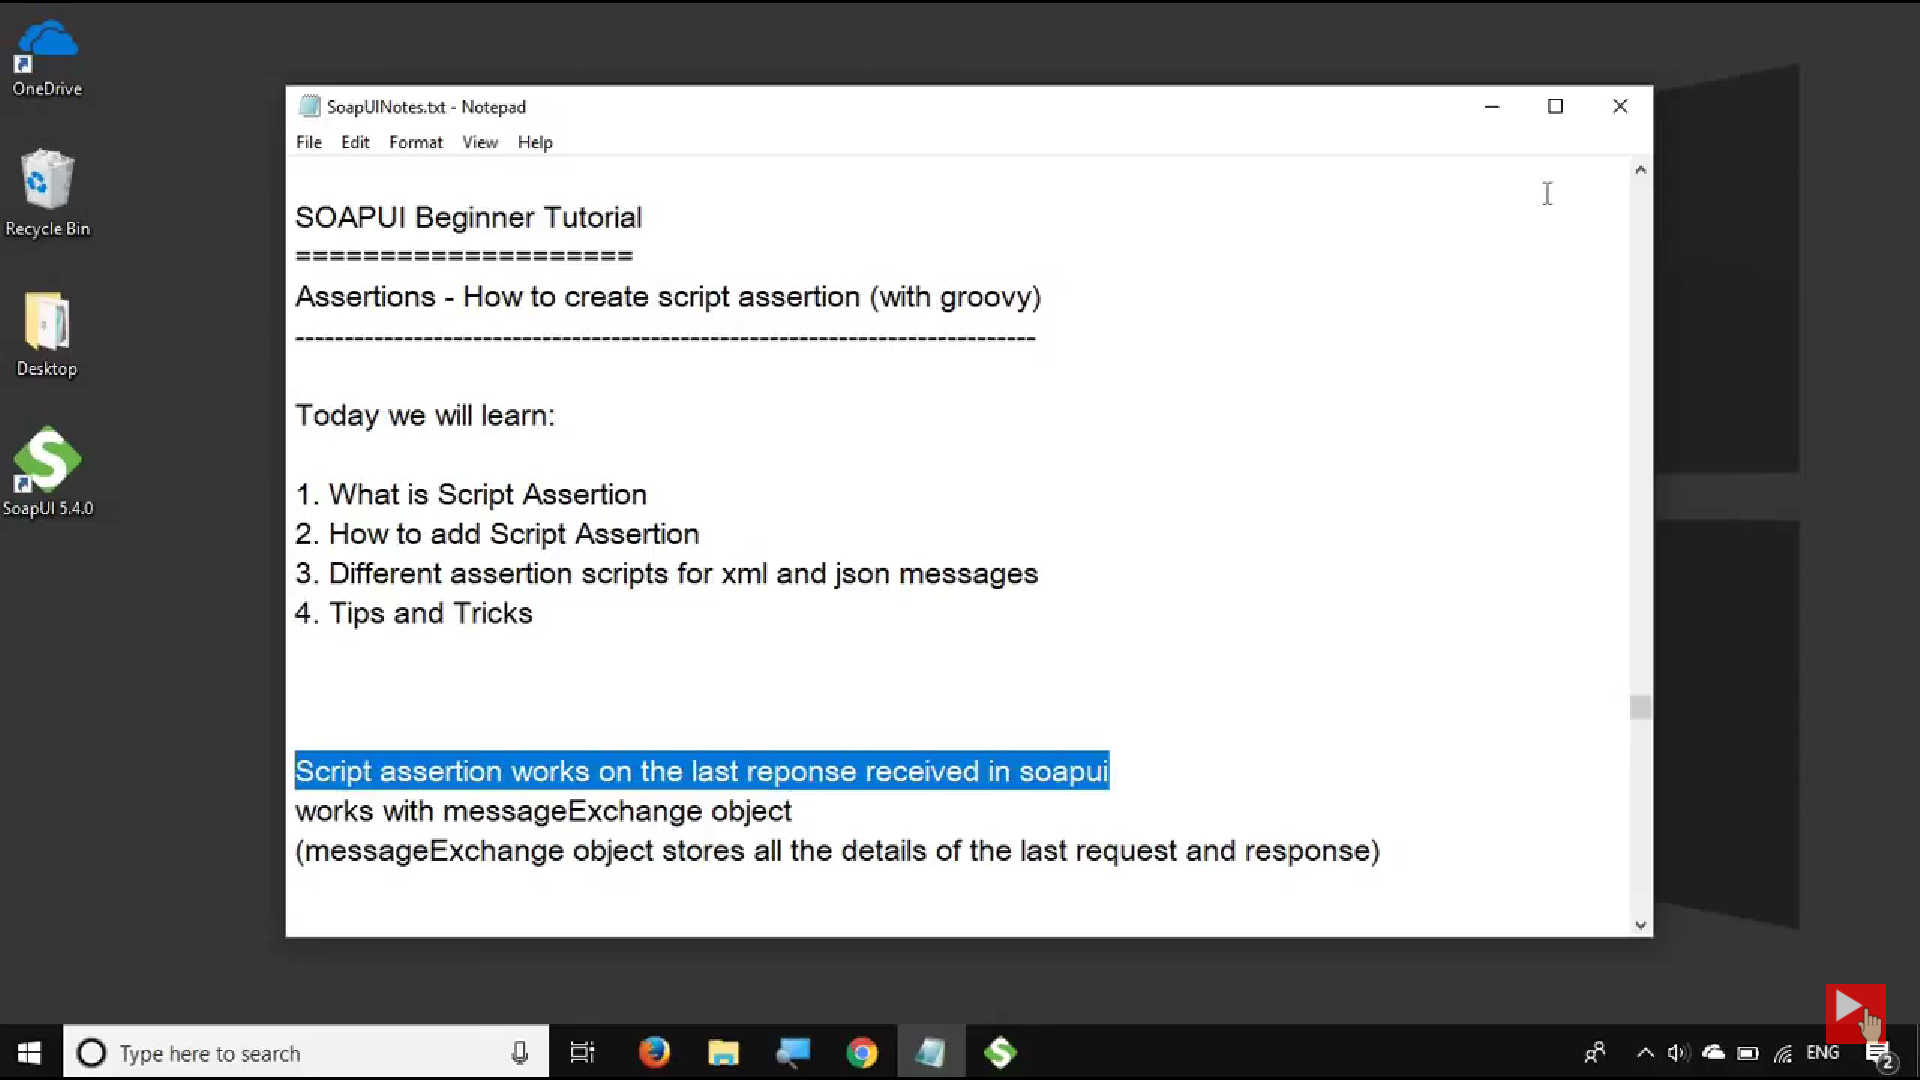 OneDrive
Recycle Bin
Desktop
SoapUI 5.4.0
SoapUINotes.txt - Notepad
File Edit Format View Help
SOAPUI Beginner Tutorial
====================
Assertions - How to create script assertion (with groovy)
---------------------------------------------------------------------------
Today we will learn:
1. What is Script Assertion
2. How to add Script Assertion
3. Different assertion scripts for xml and json messages
4. Tips and Tricks
Script assertion works on the last reponse received in soapui
works with messageExchange object
(messageExchange object stores all the details of the last request and response)
Type here to search
ENG
2